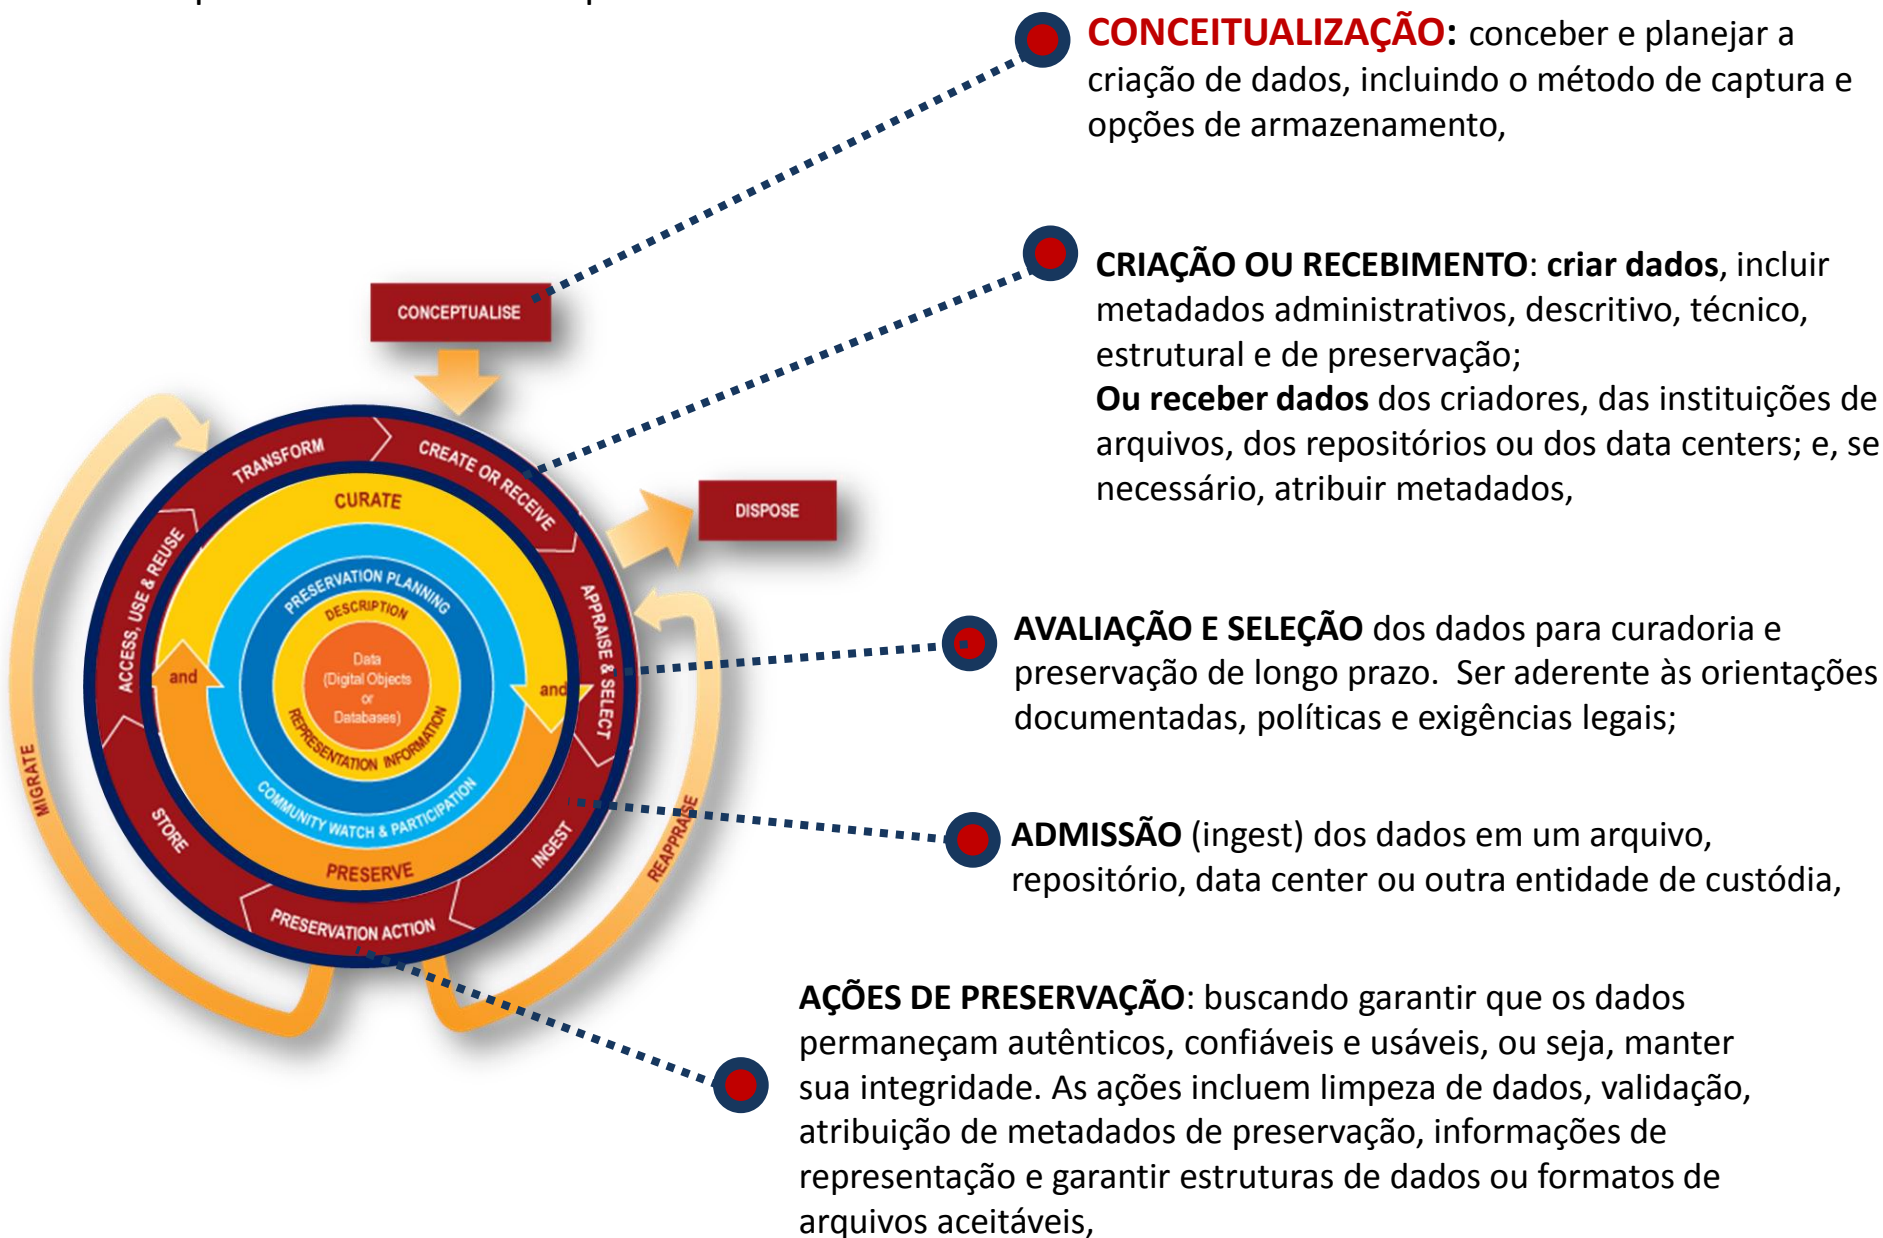 CONCEITUALIZAÇÃO: conceber e planejar a
criação de dados, incluindo o método de captura e
opções de armazenamento,
CRIAÇÃO OU RECEBIMENTO: criar dados, incluir
metadados administrativos, descritivo, técnico,
estrutural e de preservação;
Ou receber dados dos criadores, das instituições de
arquivos, dos repositórios ou dos data centers; e, se
necessário, atribuir metadados,
AVALIAÇÃO E SELEÇÃO dos dados para curadoria e
preservação de longo prazo.  Ser aderente às orientações
documentadas, políticas e exigências legais;
ADMISSÃO (ingest) dos dados em um arquivo,
repositório, data center ou outra entidade de custódia,
AÇÕES DE PRESERVAÇÃO: buscando garantir que os dados
permaneçam autênticos, confiáveis e usáveis, ou seja, manter
sua integridade. As ações incluem limpeza de dados, validação,
atribuição de metadados de preservação, informações de
representação e garantir estruturas de dados ou formatos de
arquivos aceitáveis,
CONCEPTUALISE
DISPOSE
TRANSFORM
CREATE OR RECEIVE
APPRAISE & SELECT
INGEST
PRESERVATION ACTION
STORE
ACCESS, USE & REUSE
MIGRATE
REAPPRAISE
CURATE
and
PRESERVE
and
COMMUNITY WATCH & PARTICIPATION
PRESERVATION PLANNING
DESCRIPTION
REPRESENTATION INFORMATION
Data
(Digital Objects
or
Databases)